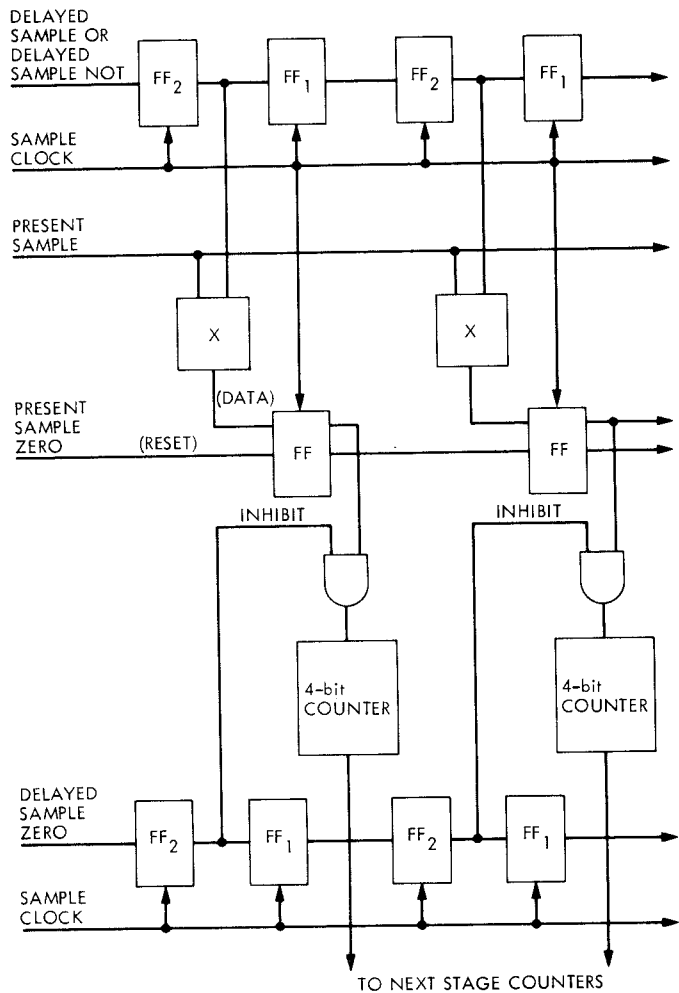 DELAYED
SAMPLE OR
DELAYED
SAMPLE NOT
FF2
FF1
FF2
FF1
SAMPLE
CLOCK
PRESENT
SAMPLE
X
X
(DATA)
PRESENT
SAMPLE
ZERO
(RESET)
FF
FF
INHIBIT
INHIBIT
4-bit
COUNTER
4-bit
COUNTER
DELAYED
SAMPLE
ZERO
FF2
FF1
FF2
FF1
SAMPLE
CLOCK
TO NEXT STAGE COUNTERS